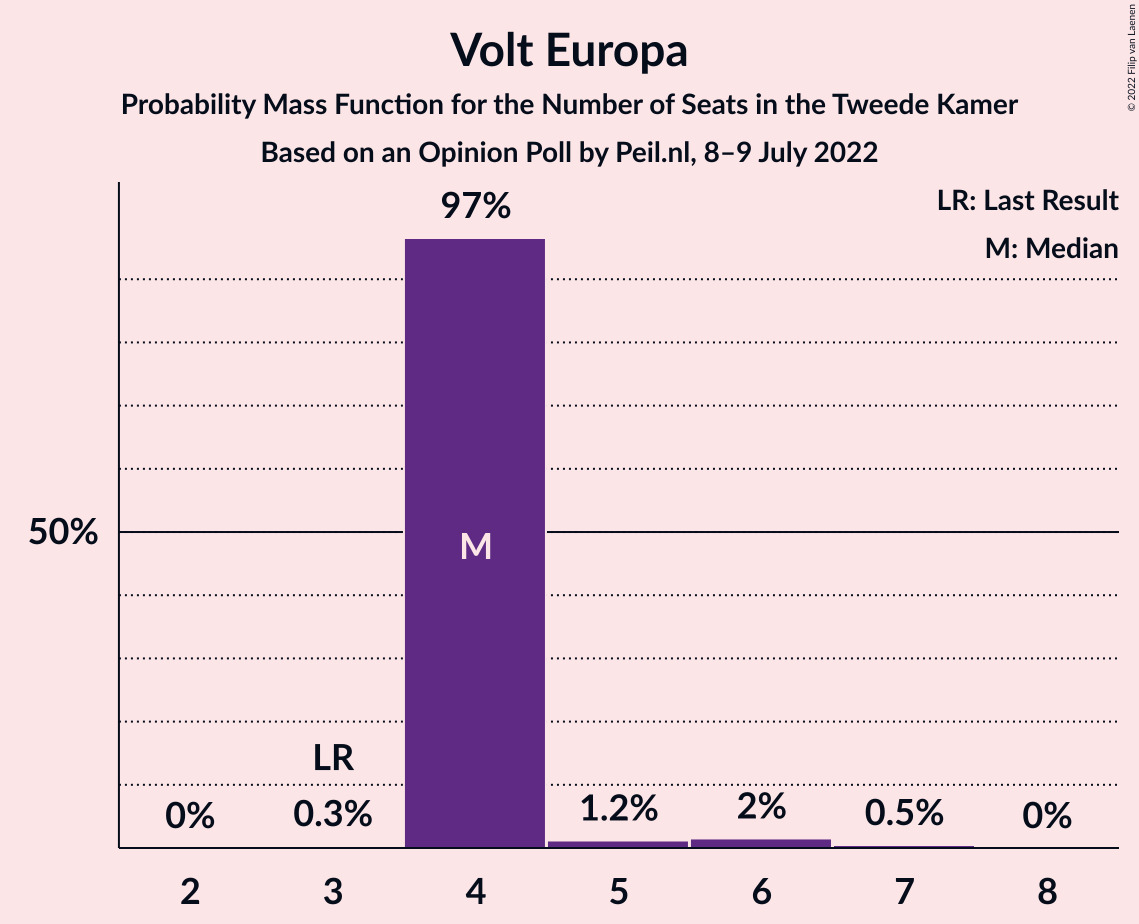 Volt Europa
Probability Mass Function for the Number of Seats in the Tweede Kamer
Based on an Opinion Poll by Peil.nl, 8–9 July 2022
© 2022 Filip van Laenen
LR: Last Result
M: Median
97%
50%
M
LR
0%
0.3%
1.2%
2%
0.5%
0%
2
3
4
5
6
7
8